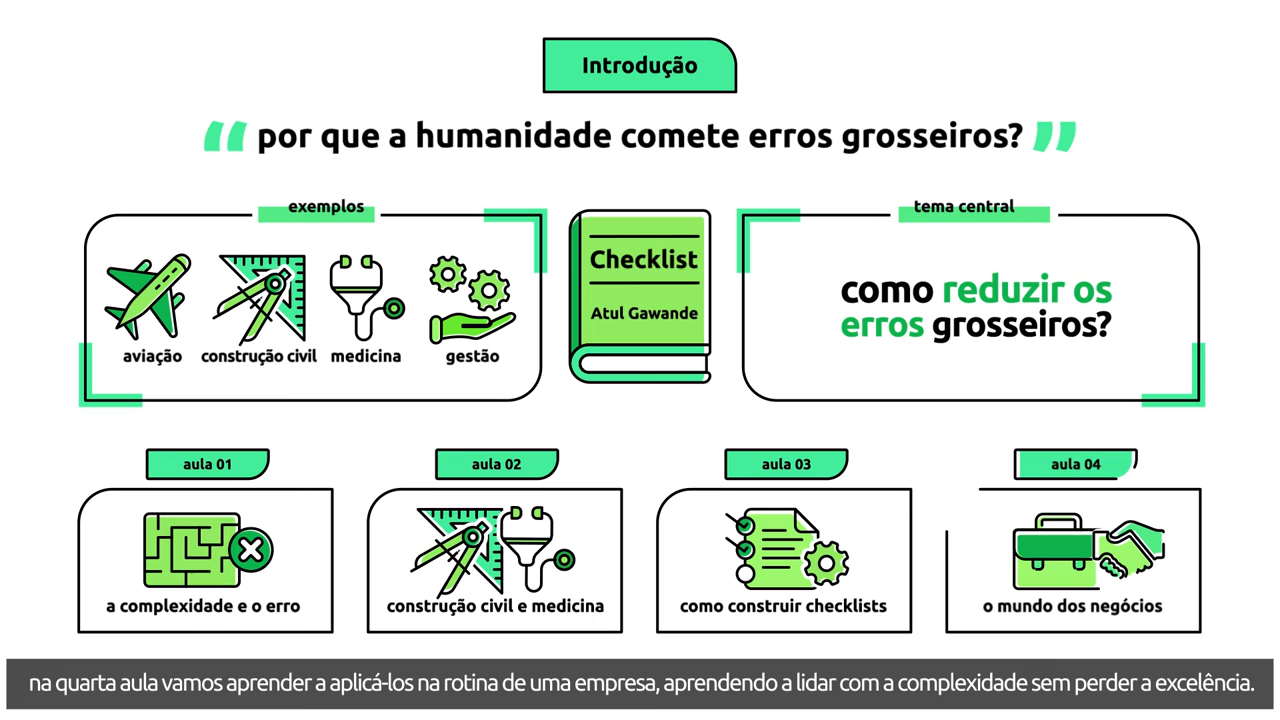 Introdução
“ por que a humanidade comete erros grosseiros? ”
exemplos
aviação
construção civil
medicina
gestão
Checklist
Atul Gawande
tema central
como reduzir os
erros grosseiros?
aula 01
a complexidade e o erro
aula 02
construção civil e medicina
aula 03
como construir checklists
aula 04
o mundo dos negócios
na quarta aula vamos aprender a aplicá-los na rotina de uma empresa, aprendendo a lidar com a complexidade sem perder a excelência.